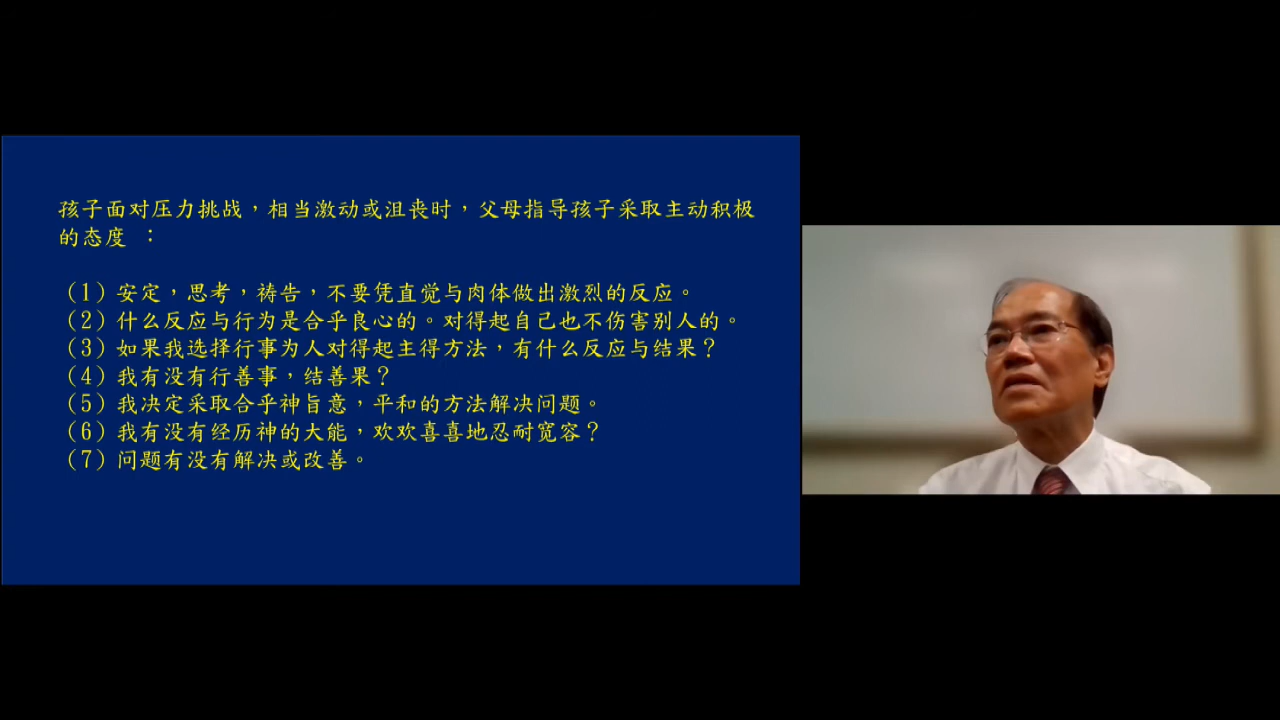 孩子面对压力挑战，相当激动或沮丧时，父母指导孩子采取主动积极
的态度 ：
（1）安定，思考，祷告，不要凭直觉与肉体做出激烈的反应。
（2）什么反应与行为是合乎良心的。对得起自己也不伤害别人的。
（3）如果我选择行事为人对得起主得方法，有什么反应与结果？
（4）我有没有行善事，结善果？
（5）我决定采取合乎神旨意，平和的方法解决问题。
（6）我有没有经历神的大能，欢欢喜喜地忍耐宽容？
（7）问题有没有解决或改善。